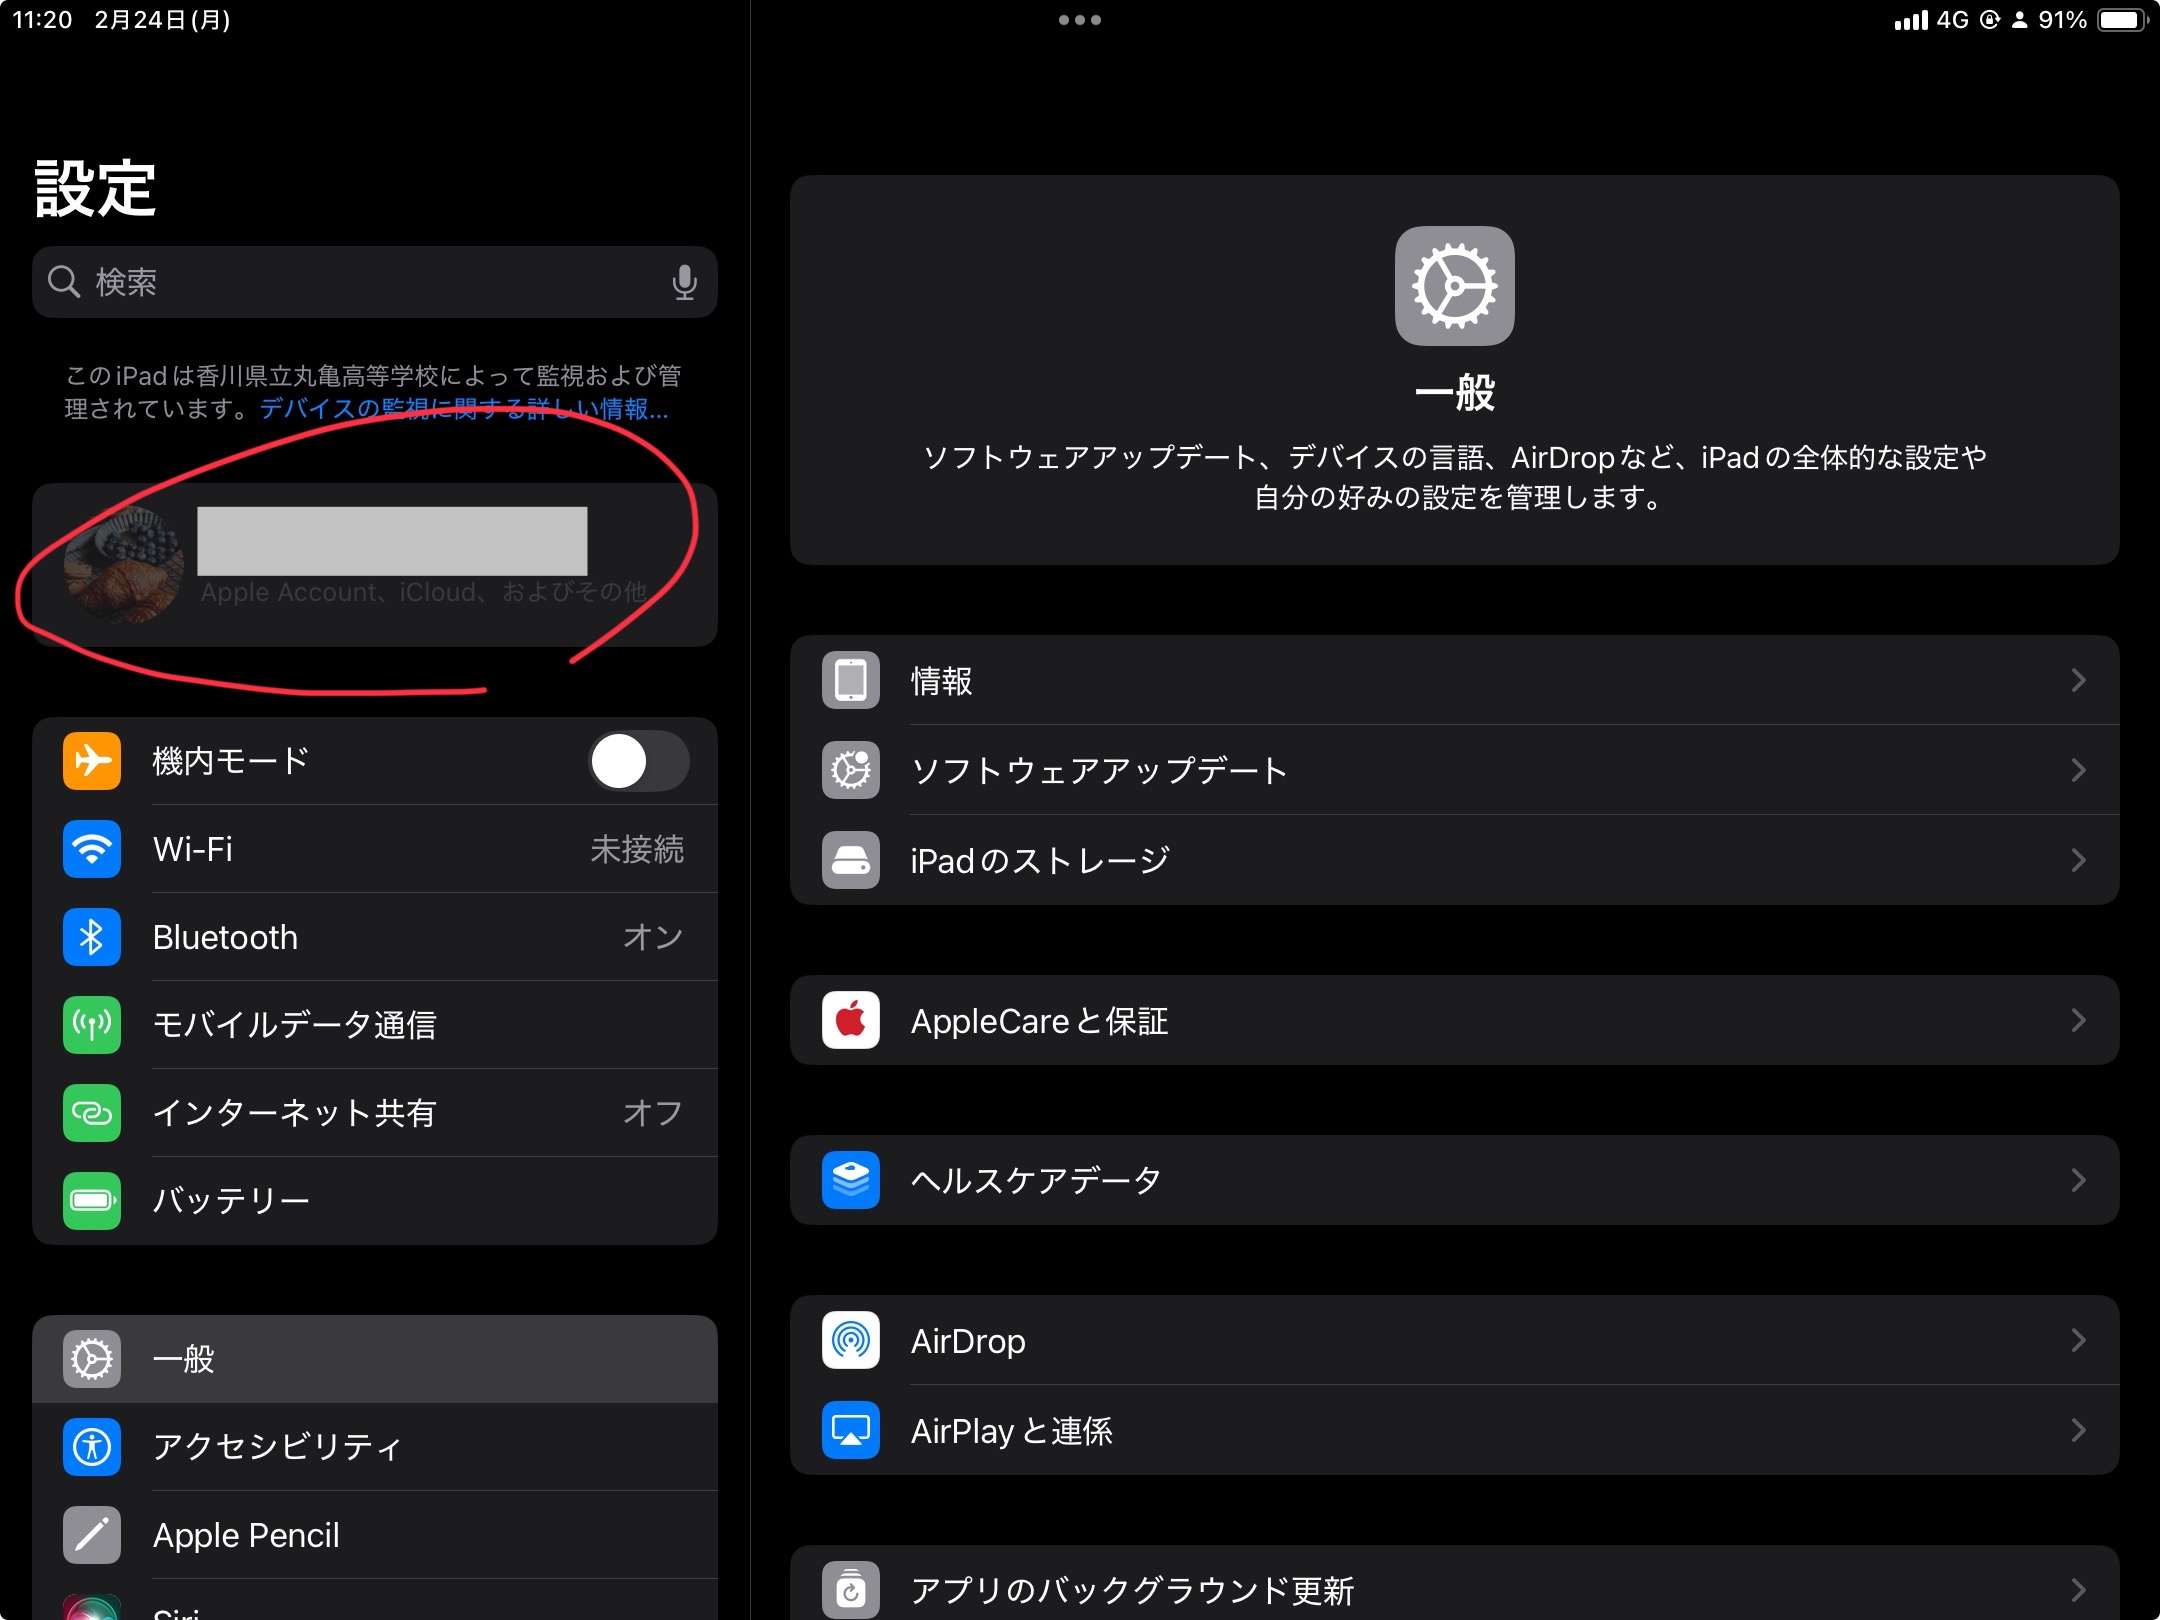 11:20 2月24日(月)
4G 91%
設定
検索
このiPadは香川県立丸亀高等学校によって監視および管
理されています。デバイスの監視に関する詳しい情報...
Apple Account、iCloud、およびその他
機内モード
Wi-Fi 未接続
Bluetooth オン
モバイルデータ通信
インターネット共有 オフ
バッテリー
一般
アクセシビリティ
Apple Pencil
Siri
一般
ソフトウェアアップデート、デバイスの言語、AirDropなど、iPadの全体的な設定や
自分の好みの設定を管理します。
情報
ソフトウェアアップデート
iPadのストレージ
AppleCareと保証
ヘルスケアデータ
AirDrop
AirPlayと連係
アプリのバックグラウンド更新